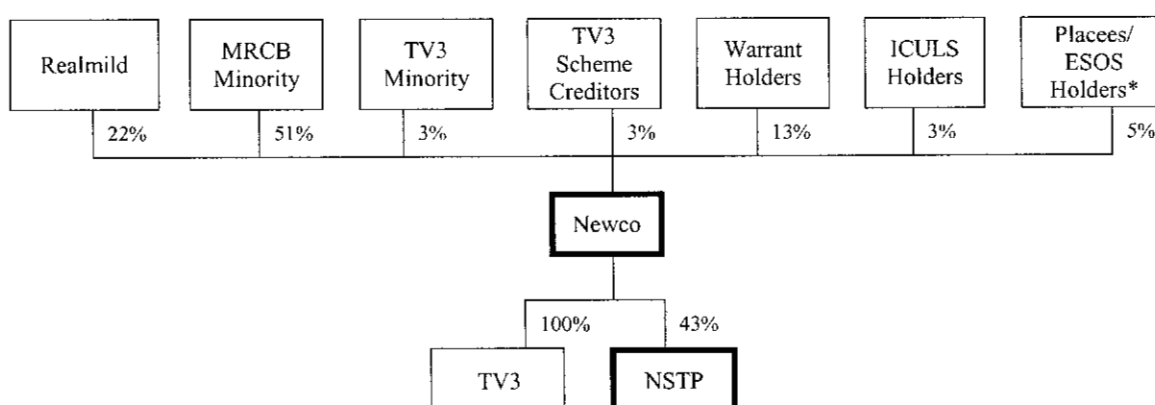 Realmild
MRCB
Minority
TV3
Minority
TV3
Scheme
Creditors
Warrant
Holders
ICULS
Holders
Placees/
ESOS
Holders*
22%
51%
3%
3%
13%
3%
5%
Newco
100%
43%
TV3
NSTP